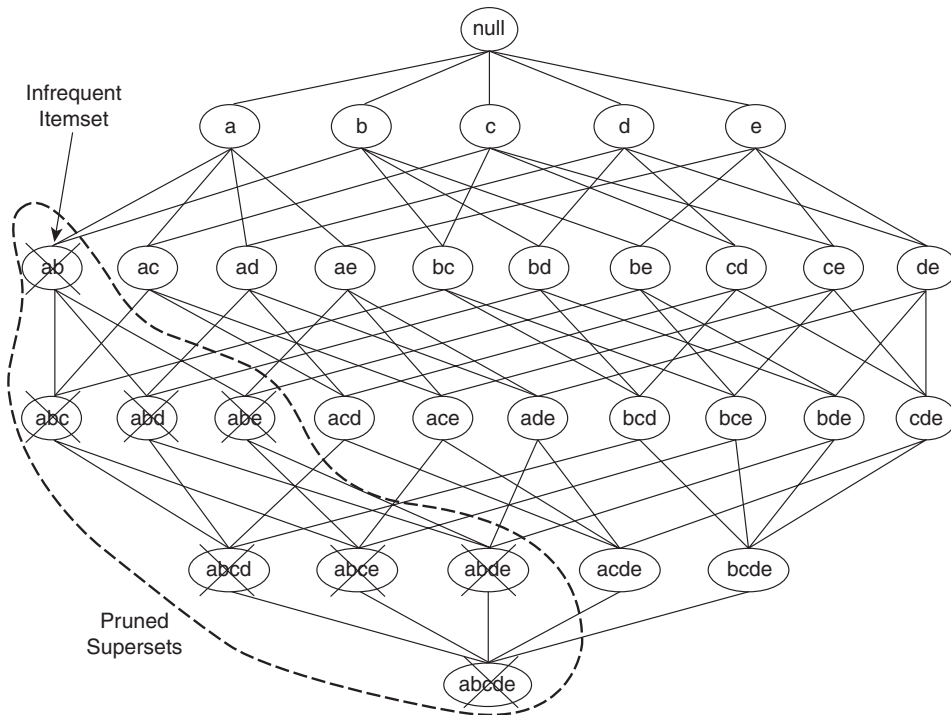 null
Infrequent
Itemset
a b c d e
ab ac ad ae bc bd be cd ce de
abc abd abe acd ace ade bcd bce bde cde
abcd abce abde acde bcde
Pruned
Supersets
abcde